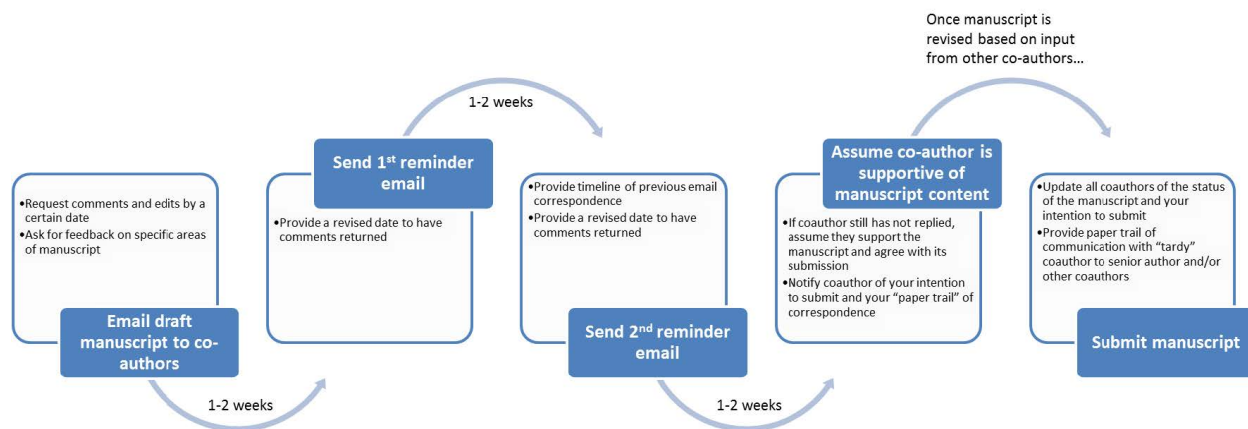 •Request comments and edits by a
certain date
•Ask for feedback on specific areas
of manuscript
Email draft
manuscript to co-
authors
1-2 weeks
Send 1st reminder
email
•Provide a revised date to have
comments returned
1-2 weeks
•Provide timeline of previous email
correspondence
•Provide a revised date to have
comments returned
Send 2nd reminder
email
1-2 weeks
Assume co-author is
supportive of
manuscript content
•If coauthor still has not replied,
assume they support the
manuscript and agree with its
submission
•Notify coauthor of your intention
to submit and your “paper trail” of
correspondence
Once manuscript is
revised based on input
from other co-authors...
•Update all coauthors of the status
of the manuscript and your
intention to submit
•Provide paper trail of
communication with “tardy”
coauthor to senior author and/or
other coauthors
Submit manuscript